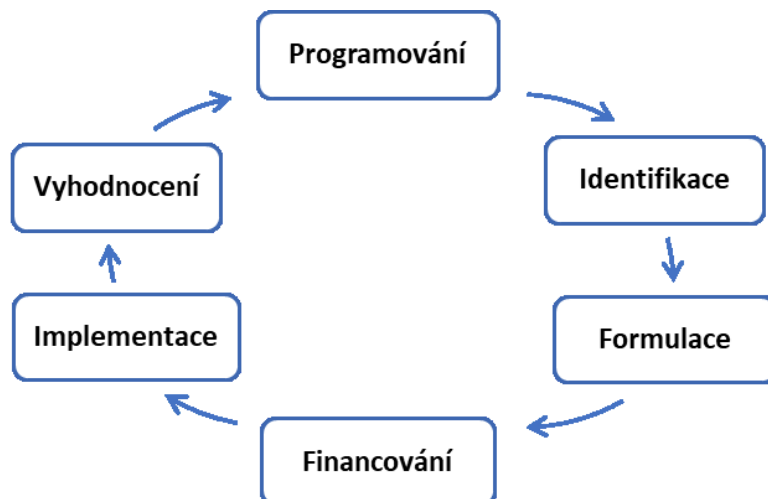 Programování
Identifikace
Formulace
Financování
Implementace
Vyhodnocení